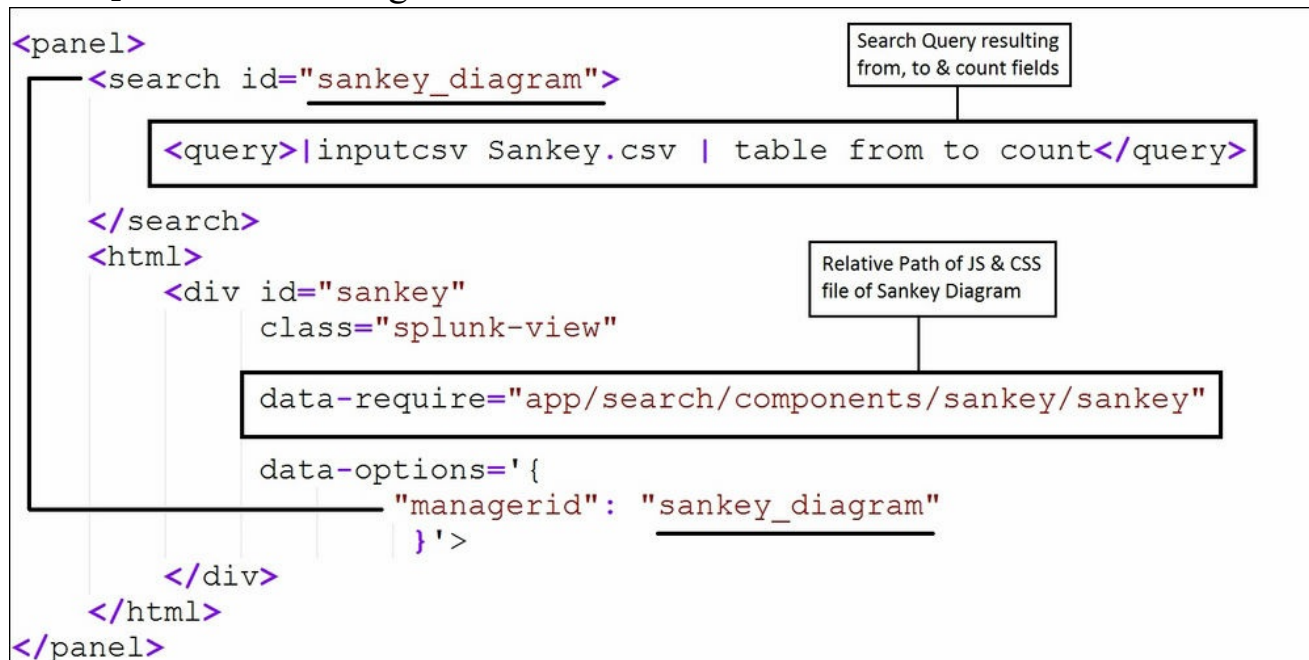 <panel>
Search Query resulting
from, to & count fields
<search id="sankey_diagram">
<query>|inputcsv Sankey.csv | table from to count</query>
</search>
<html>
Relative Path of JS & CSS
file of Sankey Diagram
<div id="sankey"
class="splunk-view"
data-require="app/search/components/sankey/sankey"
data-options='{
"managerid": "sankey_diagram"
}'>
</div>
</html>
</panel>